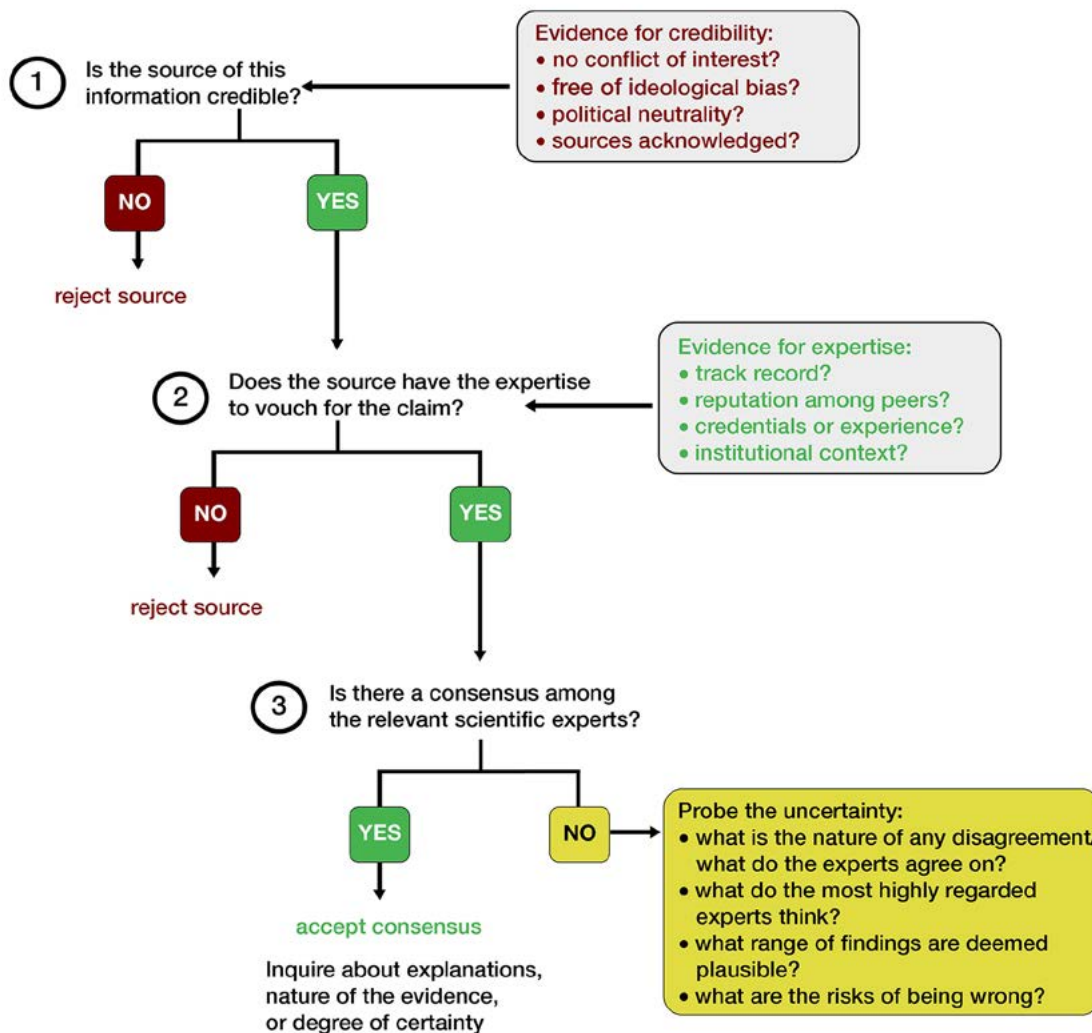 1
Is the source of this
information credible?
Evidence for credibility:
• no conflict of interest?
• free of ideological bias?
• political neutrality?
• sources acknowledged?
NO
YES
reject source
2
Does the source have the expertise
to vouch for the claim?
Evidence for expertise:
• track record?
• reputation among peers?
• credentials or experience?
• institutional context?
NO
YES
reject source
3
Is there a consensus among
the relevant scientific experts?
YES
NO
accept consensus
Inquire about explanations,
nature of the evidence,
or degree of certainty
Probe the uncertainty:
• what is the nature of any disagreement,
what do the experts agree on?
• what do the most highly regarded
experts think?
• what range of findings are deemed
plausible?
• what are the risks of being wrong?